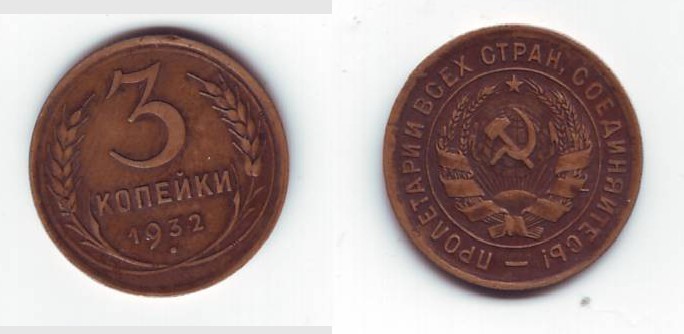 3
КОПЕЙКИ
1932
ПРОЛЕТАРИИ ВСЕХ СТРАН, СОЕДИНЯЙТЕСЬ! —